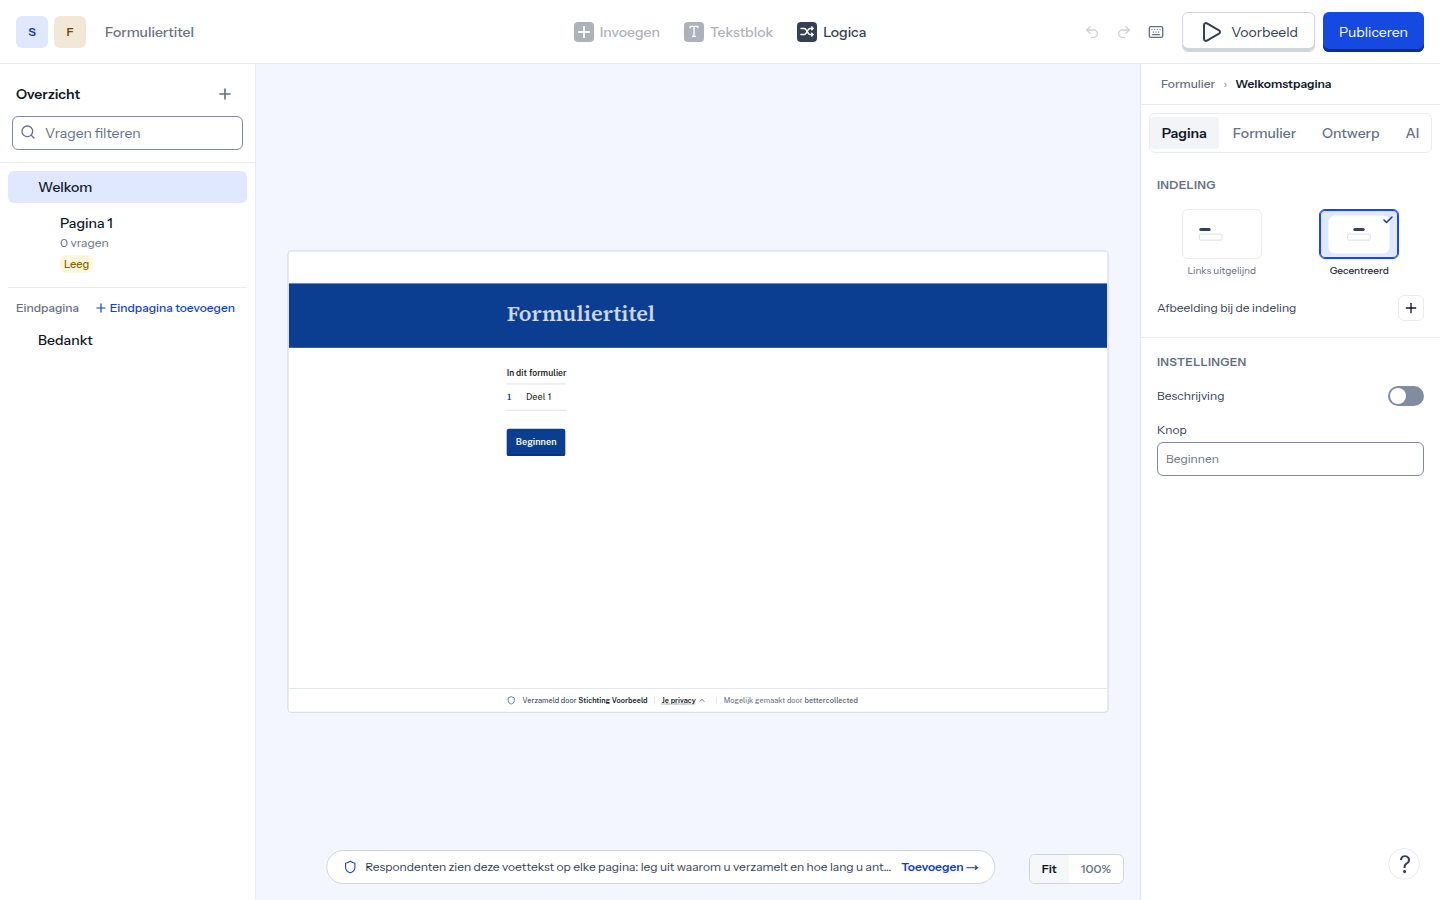 S F Formuliertitel
Invoegen Tekstblok Logica
Voorbeeld Publiceren
Overzicht
Vragen filteren
Welkom
Pagina 1
0 vragen
Leeg
Eindpagina Eindpagina toevoegen
Bedankt
Formuliertitel
In dit formulier
1 Deel 1
Beginnen
Verzameld door Stichting Voorbeeld Je privacy Mogelijk gemaakt door bettercollected
Respondenten zien deze voettekst op elke pagina: leg uit waarom u verzamelt en hoe lang u ant... Toevoegen →
Fit 100%
Formulier › Welkomstpagina
Pagina Formulier Ontwerp AI
INDELING
Links uitgelijnd Gecentreerd
Afbeelding bij de indeling
INSTELLINGEN
Beschrijving
Knop
Beginnen
?